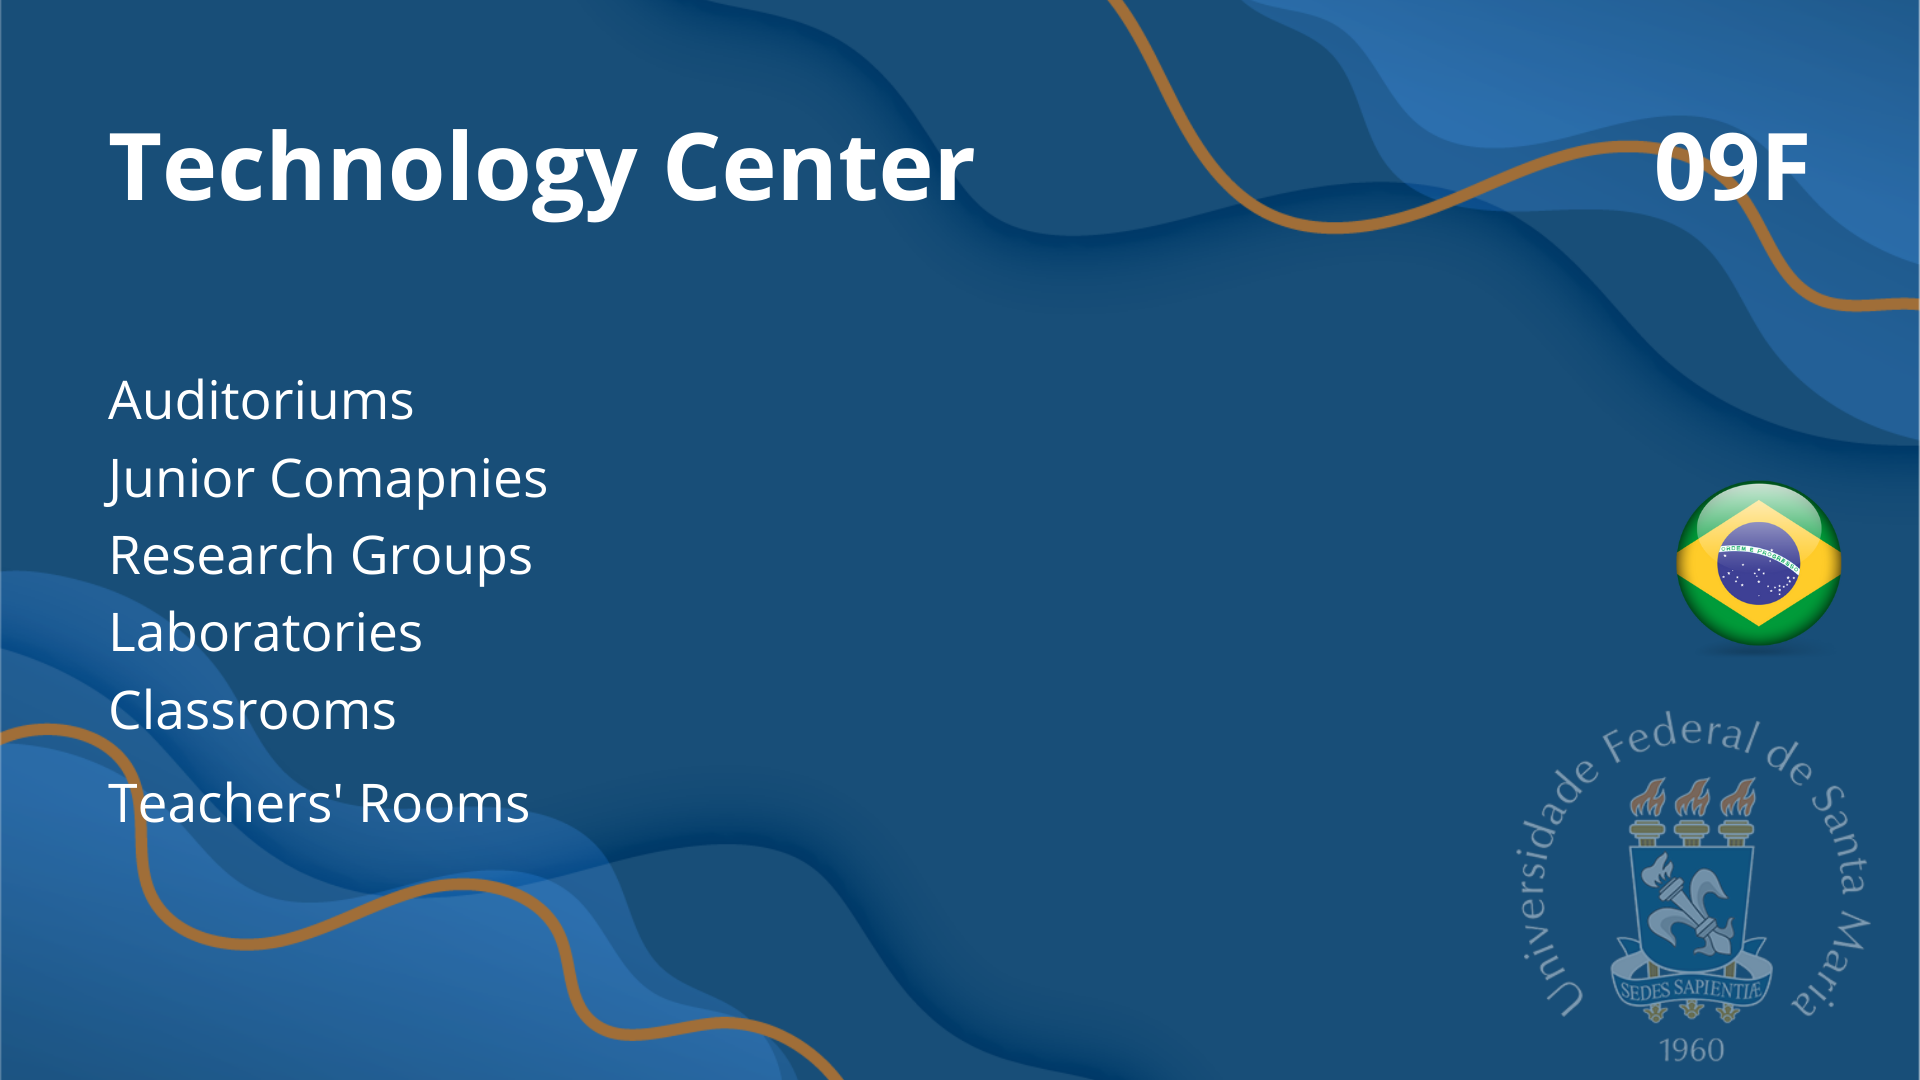 Technology Center 09F
Auditoriums
Junior Comapnies
Research Groups
Laboratories
Classrooms
Teachers' Rooms
ORDEM E PROGRESSO
Universidade Federal de Santa Maria
SEDES SAPIENTIÆ
1960